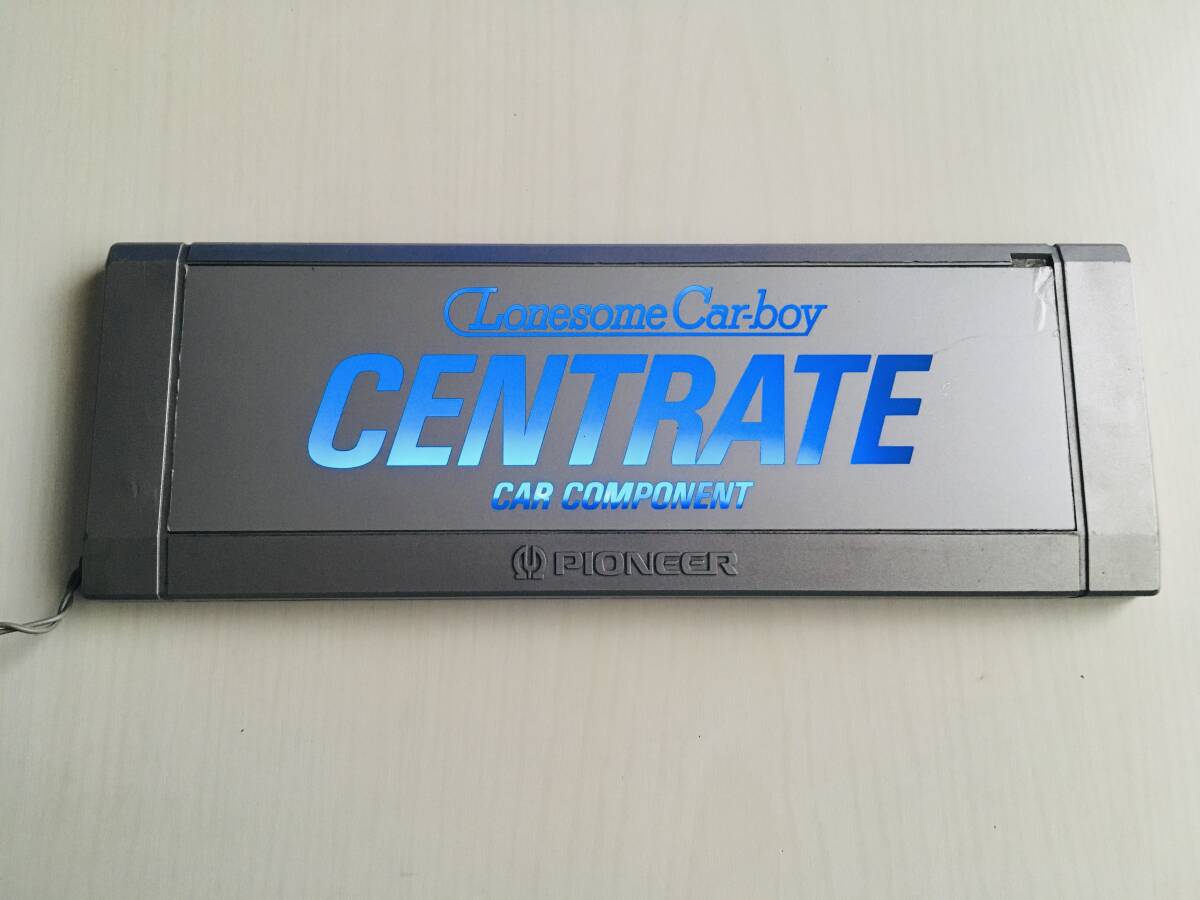 Lonesome Car-boy
CENTRATE
CAR COMPONENT
PIONEER